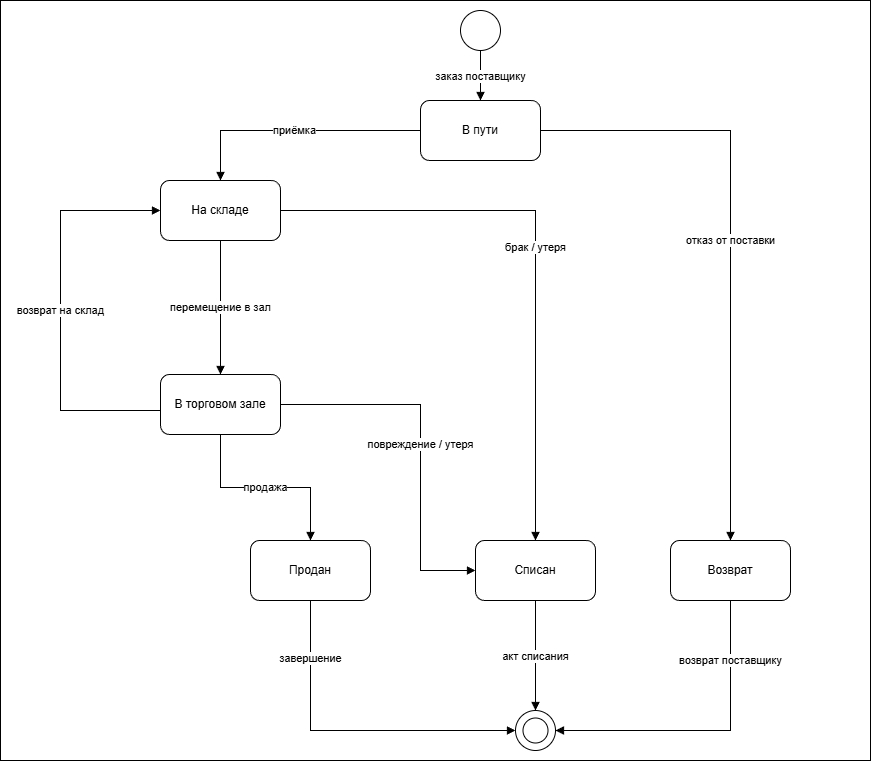 заказ поставщику
В пути
приёмка
На складе
брак / утеря
отказ от поставки
возврат на склад
перемещение в зал
В торговом зале
повреждение / утеря
продажа
Продан
Списан
Возврат
завершение
акт списания
возврат поставщику